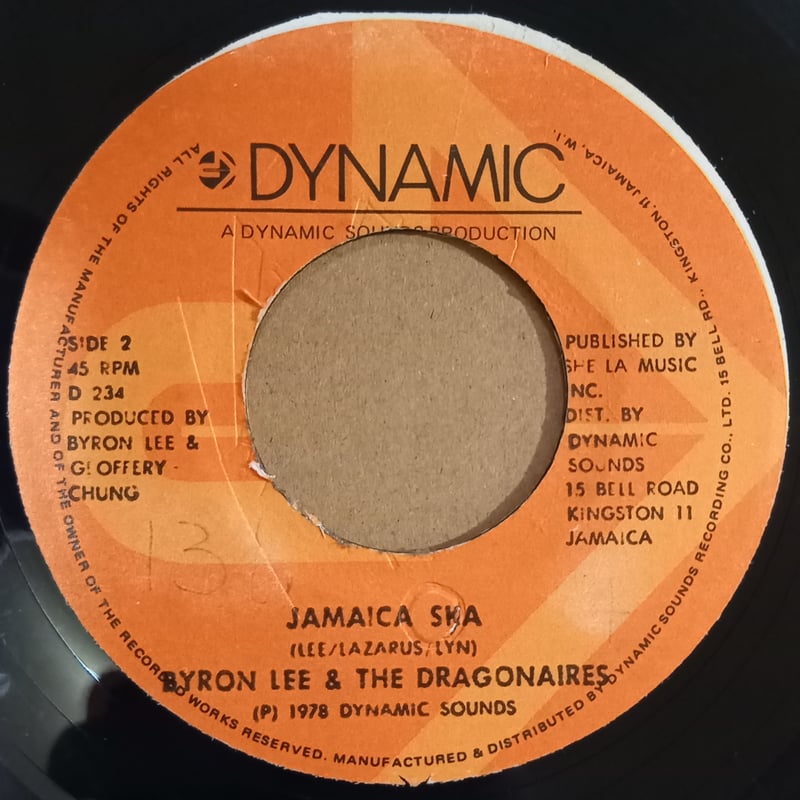 DYNAMIC
A DYNAMIC SOUNDS PRODUCTION
SIDE 2
45 RPM
D 234
PRODUCED BY
BYRON LEE &
GEOFFERY
CHUNG
PUBLISHED BY
SHE LA MUSIC
INC.
DIST. BY
DYNAMIC
SOUNDS
15 BELL ROAD
KINGSTON 11
JAMAICA
JAMAICA SKA
(LEE/LAZARUS/LYN)
BYRON LEE & THE DRAGONAIRES
(P) 1978 DYNAMIC SOUNDS
ALL RIGHTS OF THE MANUFACTURER AND OF THE OWNER OF THE RECORDED WORKS RESERVED. MANUFACTURED & DISTRIBUTED BY DYNAMIC SOUNDS RECORDING CO., LTD. 15 BELL RD., KINGSTON. 11 JAMAICA, W.I.
13